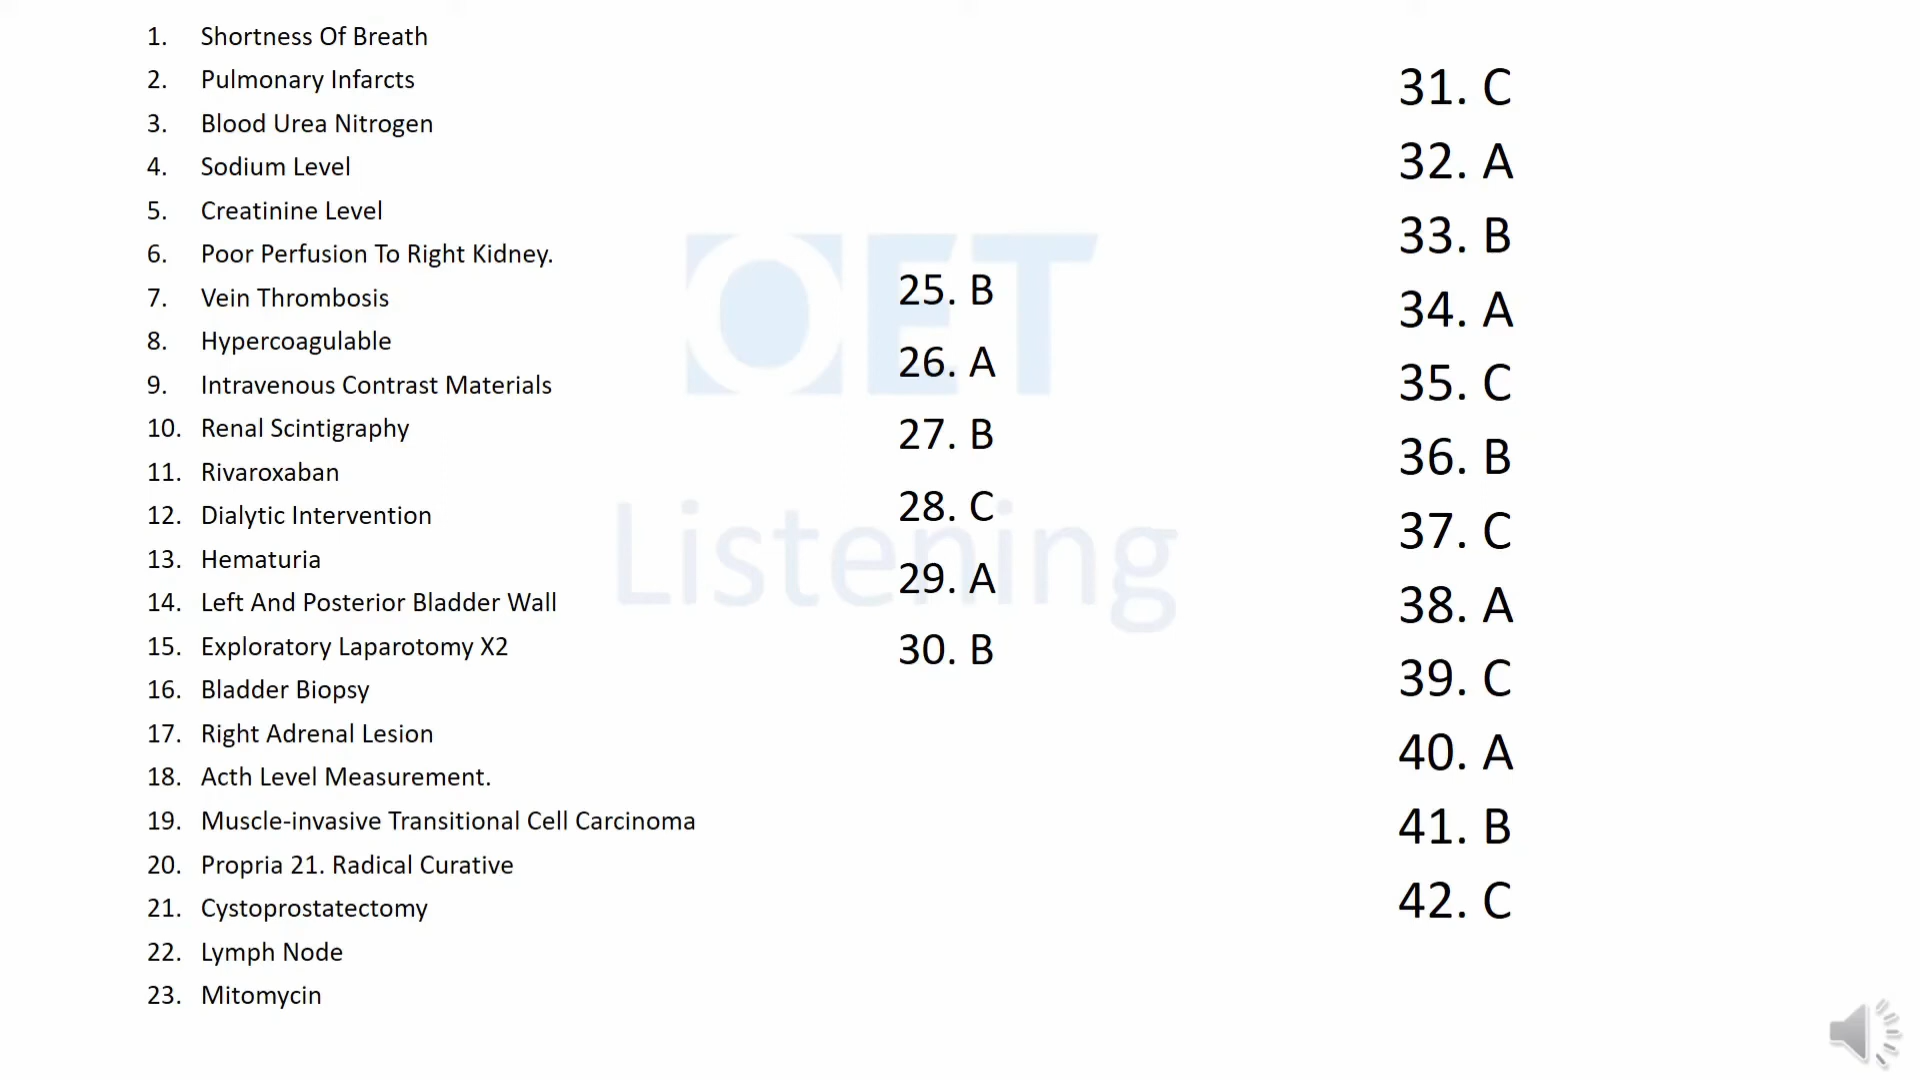 1. Shortness Of Breath
2. Pulmonary Infarcts
3. Blood Urea Nitrogen
4. Sodium Level
5. Creatinine Level
6. Poor Perfusion To Right Kidney.
7. Vein Thrombosis
8. Hypercoagulable
9. Intravenous Contrast Materials
10. Renal Scintigraphy
11. Rivaroxaban
12. Dialytic Intervention
13. Hematuria
14. Left And Posterior Bladder Wall
15. Exploratory Laparotomy X2
16. Bladder Biopsy
17. Right Adrenal Lesion
18. Acth Level Measurement.
19. Muscle-invasive Transitional Cell Carcinoma
20. Propria 21. Radical Curative
21. Cystoprostatectomy
22. Lymph Node
23. Mitomycin
OET
Listening
25. B
26. A
27. B
28. C
29. A
30. B
31. C
32. A
33. B
34. A
35. C
36. B
37. C
38. A
39. C
40. A
41. B
42. C